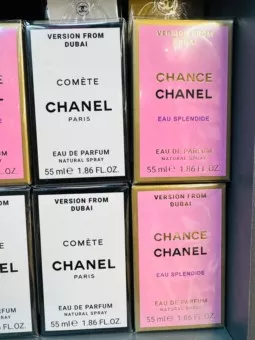 VERSION FROM
DUBAI
COMÈTE
CHANEL
PARIS
EAU DE PARFUM
NATURAL SPRAY
55 ml℮1.86 FL.OZ.
VERSION FROM
DUBAI
CHANCE
CHANEL
EAU SPLENDIDE
EAU DE PARFUM
NATURAL SPRAY
55 ml℮1.86 FL.OZ.
VERSION FROM
DUBAI
COMÈTE
CHANEL
PARIS
EAU DE PARFUM
NATURAL SPRAY
55 ml℮1.86 FL.OZ.
VERSION FROM
DUBAI
CHANCE
CHANEL
EAU SPLENDIDE
EAU DE PARFUM
NATURAL SPRAY
55 ml℮1.86 FL.OZ.